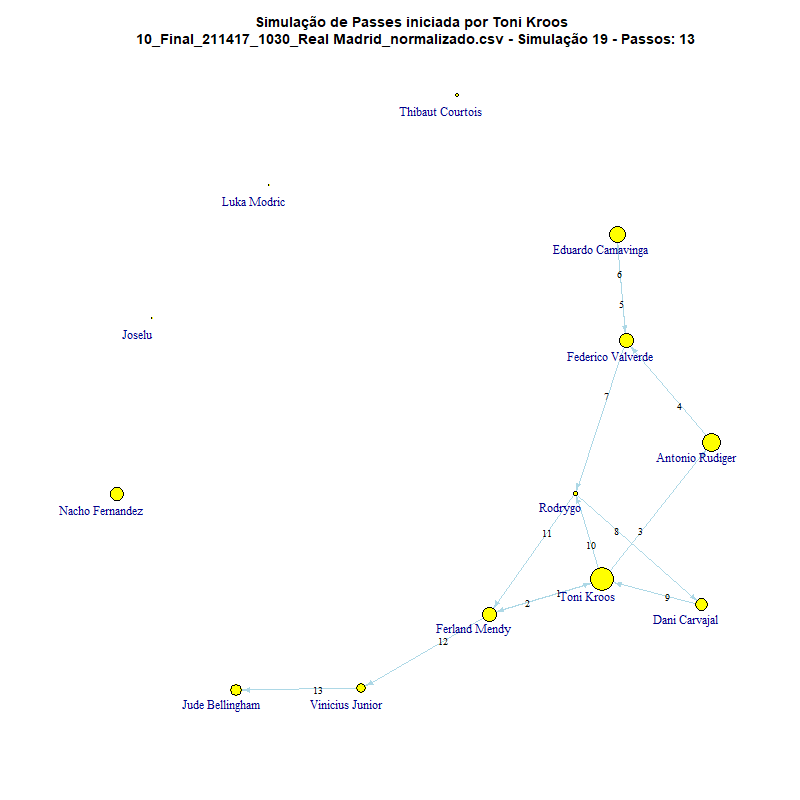 Simulação de Passes iniciada por Toni Kroos
10_Final_211417_1030_Real Madrid_normalizado.csv - Simulação 19 - Passos: 13
Thibaut Courtois
Luka Modric
Eduardo Camavinga
6
5
Joselu
Federico Valverde
7
4
Antonio Rudiger
Rodrygo
Nacho Fernandez
11
8
3
10
1
Toni Kroos
9
2
Dani Carvajal
Ferland Mendy
12
13
Jude Bellingham
Vinicius Junior